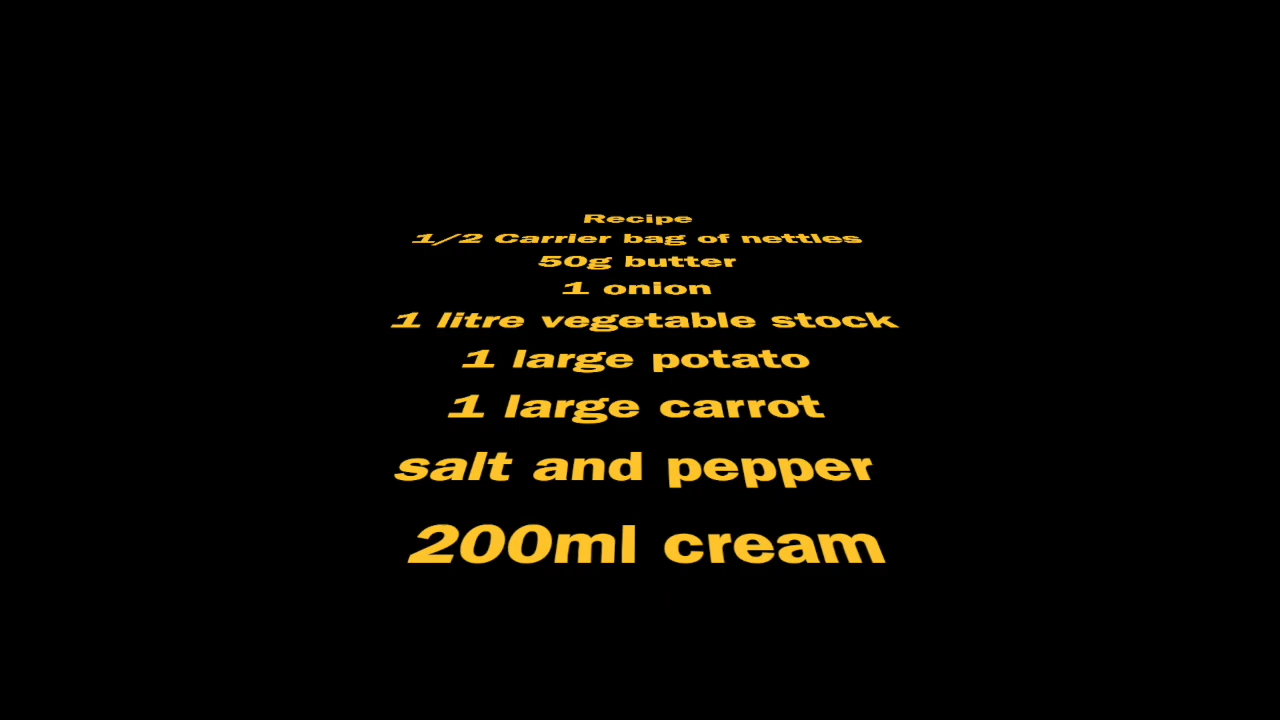 Recipe
1/2 Carrier bag of nettles
50g butter
1 onion
1 litre vegetable stock
1 large potato
1 large carrot
salt and pepper
200ml cream